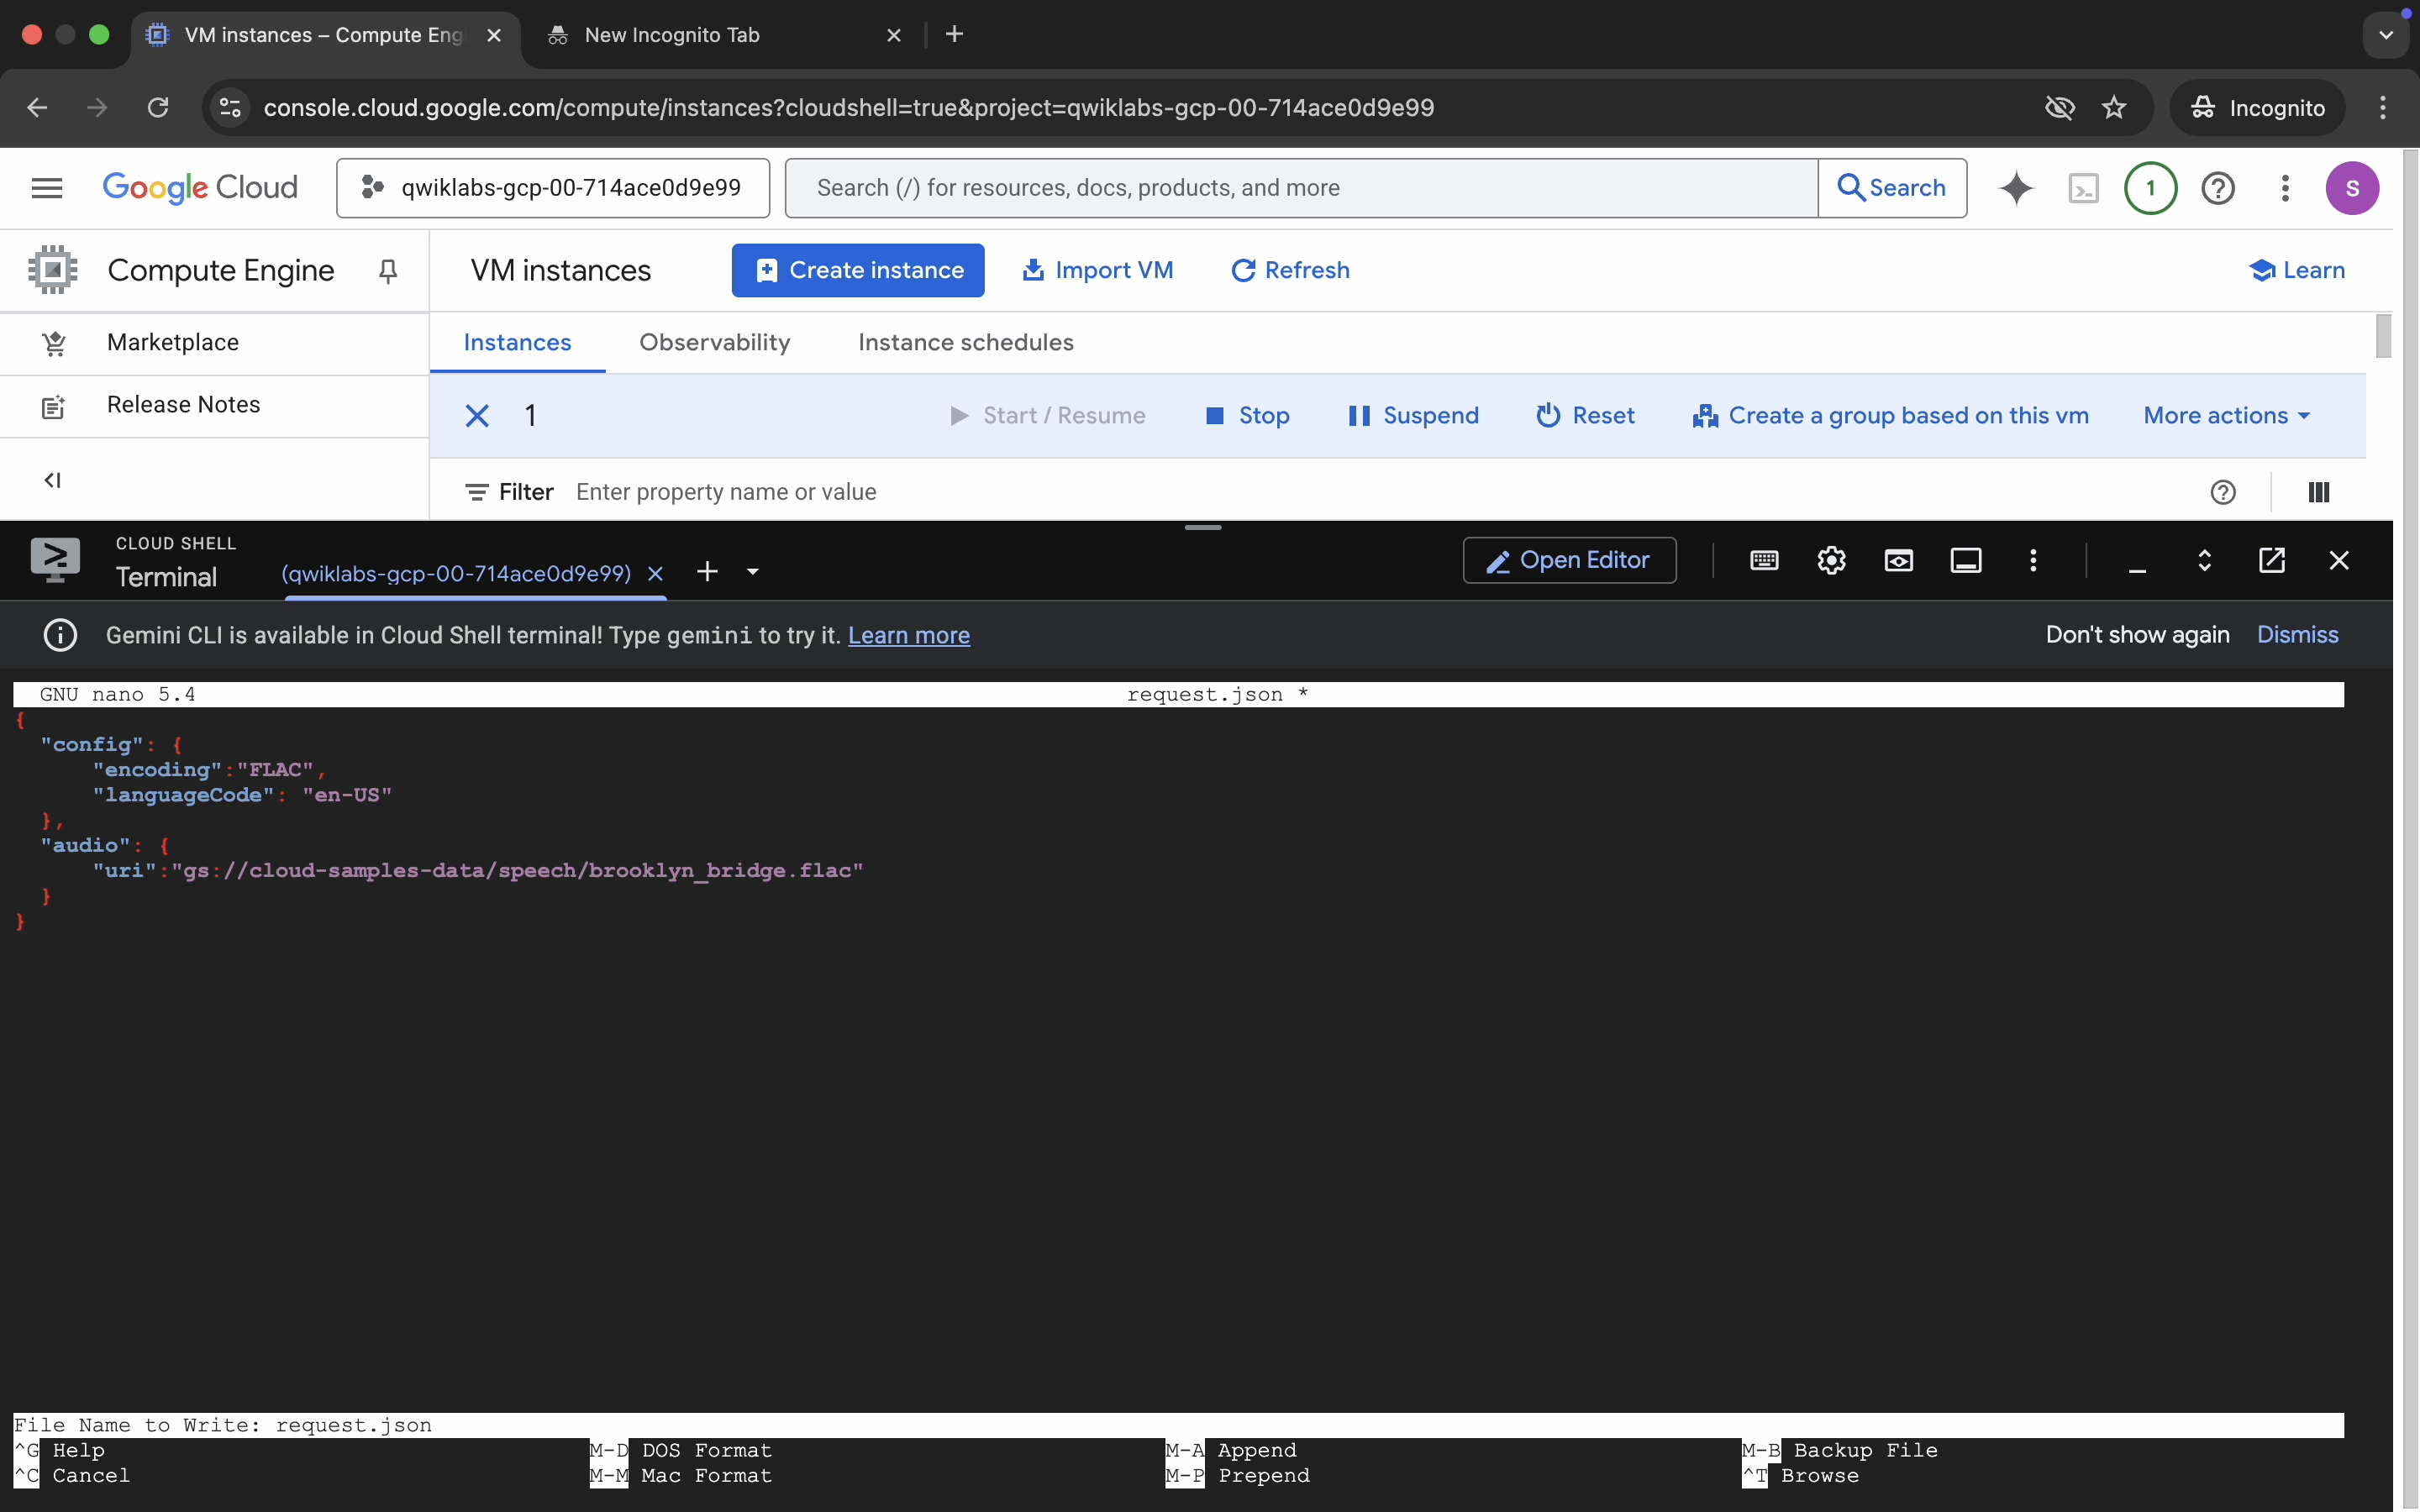 VM instances – Compute Eng
New Incognito Tab
console.cloud.google.com/compute/instances?cloudshell=true&project=qwiklabs-gcp-00-714ace0d9e99
Incognito
Google Cloud
qwiklabs-gcp-00-714ace0d9e99
Search (/) for resources, docs, products, and more
Search
1
S
Compute Engine
VM instances
Create instance
Import VM
Refresh
Learn
Marketplace
Release Notes
Instances
Observability
Instance schedules
1
Start / Resume
Stop
Suspend
Reset
Create a group based on this vm
More actions
Filter Enter property name or value
CLOUD SHELL
Terminal
(qwiklabs-gcp-00-714ace0d9e99)
Open Editor
Gemini CLI is available in Cloud Shell terminal! Type gemini to try it. Learn more
Don't show again
Dismiss
GNU nano 5.4 request.json *
{
"config": {
"encoding":"FLAC",
"languageCode": "en-US"
},
"audio": {
"uri":"gs://cloud-samples-data/speech/brooklyn_bridge.flac"
}
}
File Name to Write: request.json
^G Help M-D DOS Format M-A Append M-B Backup File
^C Cancel M-M Mac Format M-P Prepend ^T Browse